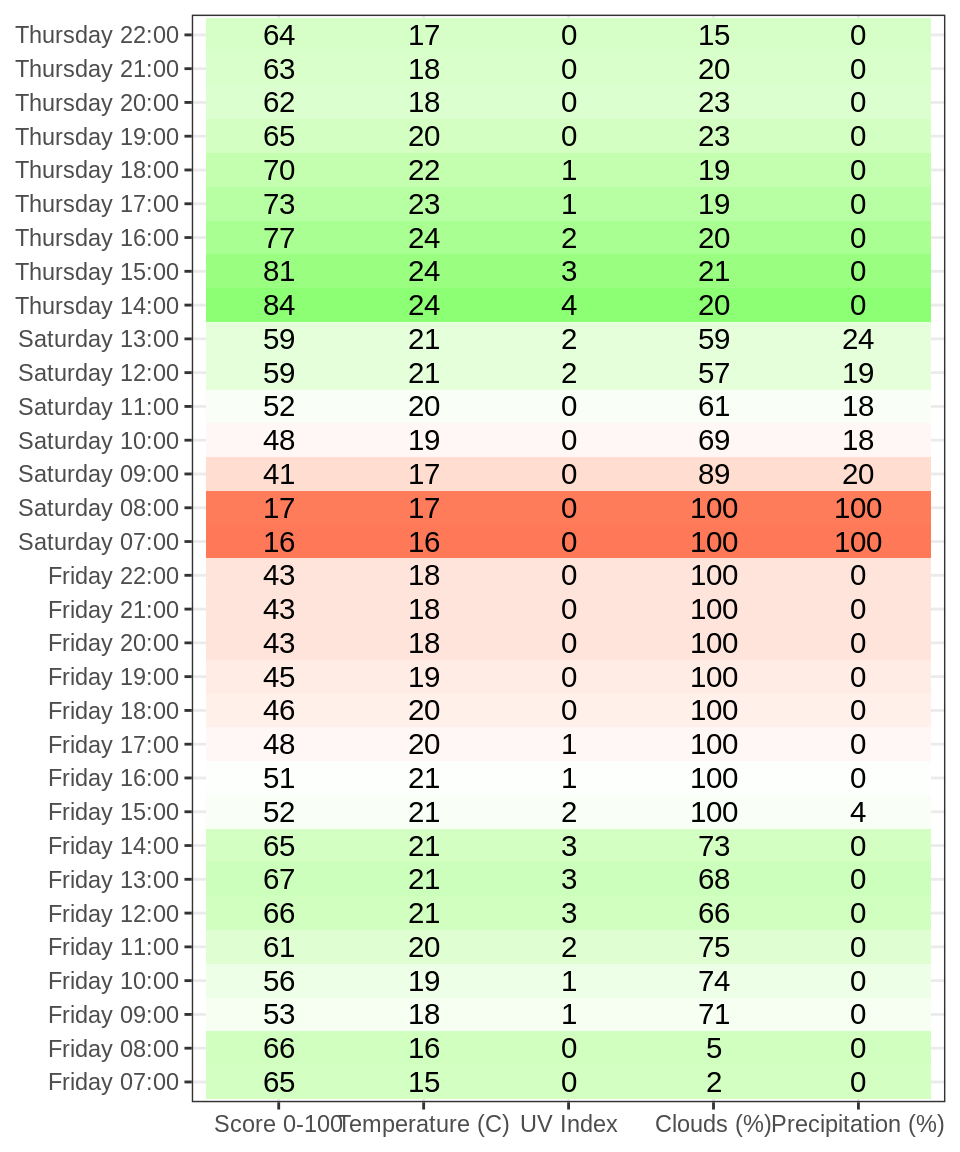 Thursday 22:00 64 17 0 15 0
Thursday 21:00 63 18 0 20 0
Thursday 20:00 62 18 0 23 0
Thursday 19:00 65 20 0 23 0
Thursday 18:00 70 22 1 19 0
Thursday 17:00 73 23 1 19 0
Thursday 16:00 77 24 2 20 0
Thursday 15:00 81 24 3 21 0
Thursday 14:00 84 24 4 20 0
Saturday 13:00 59 21 2 59 24
Saturday 12:00 59 21 2 57 19
Saturday 11:00 52 20 0 61 18
Saturday 10:00 48 19 0 69 18
Saturday 09:00 41 17 0 89 20
Saturday 08:00 17 17 0 100 100
Saturday 07:00 16 16 0 100 100
Friday 22:00 43 18 0 100 0
Friday 21:00 43 18 0 100 0
Friday 20:00 43 18 0 100 0
Friday 19:00 45 19 0 100 0
Friday 18:00 46 20 0 100 0
Friday 17:00 48 20 1 100 0
Friday 16:00 51 21 1 100 0
Friday 15:00 52 21 2 100 4
Friday 14:00 65 21 3 73 0
Friday 13:00 67 21 3 68 0
Friday 12:00 66 21 3 66 0
Friday 11:00 61 20 2 75 0
Friday 10:00 56 19 1 74 0
Friday 09:00 53 18 1 71 0
Friday 08:00 66 16 0 5 0
Friday 07:00 65 15 0 2 0
Score 0-100 Temperature (C) UV Index Clouds (%) Precipitation (%)